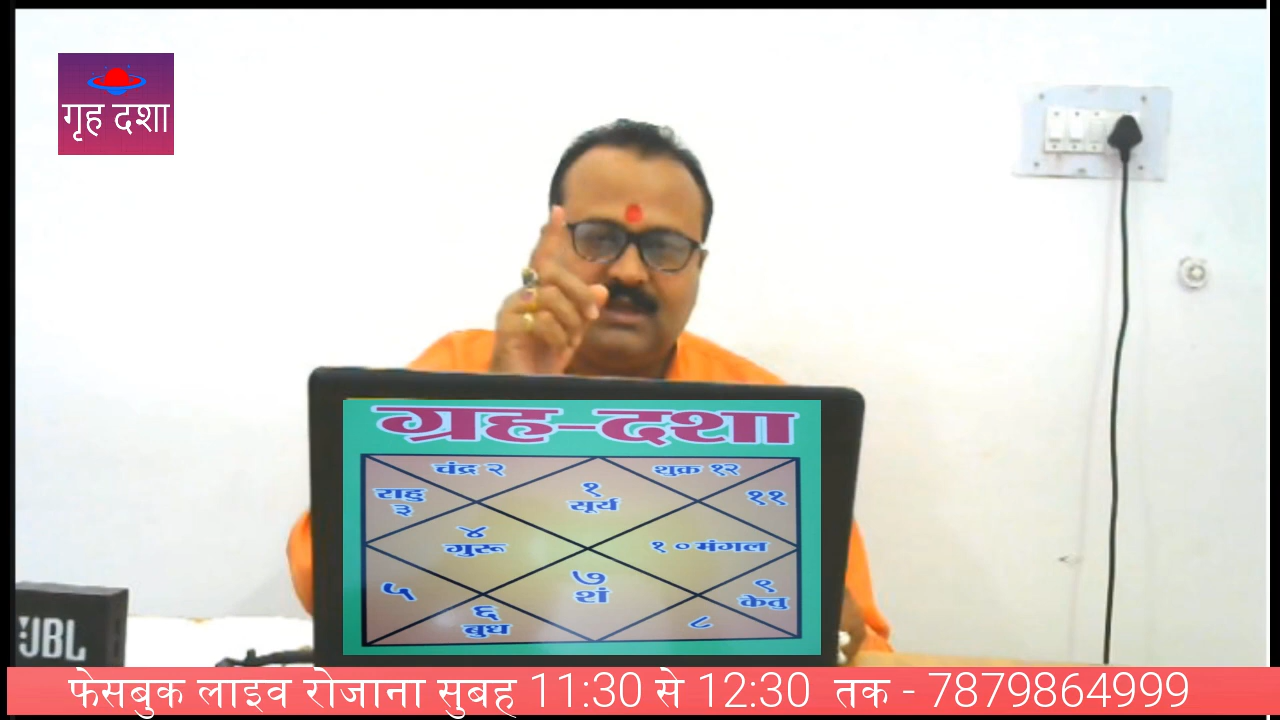 गृह दशा
ग्रह-दशा
चंद्र २
शुक्र १२
राहु
३
१
सूर्य
११
४
गुरू
१० मंगल
५
७
शं
९
केतु
६
बुध
८
JBL
फेसबुक लाइव रोजाना सुबह 11:30 से 12:30 तक - 7879864999